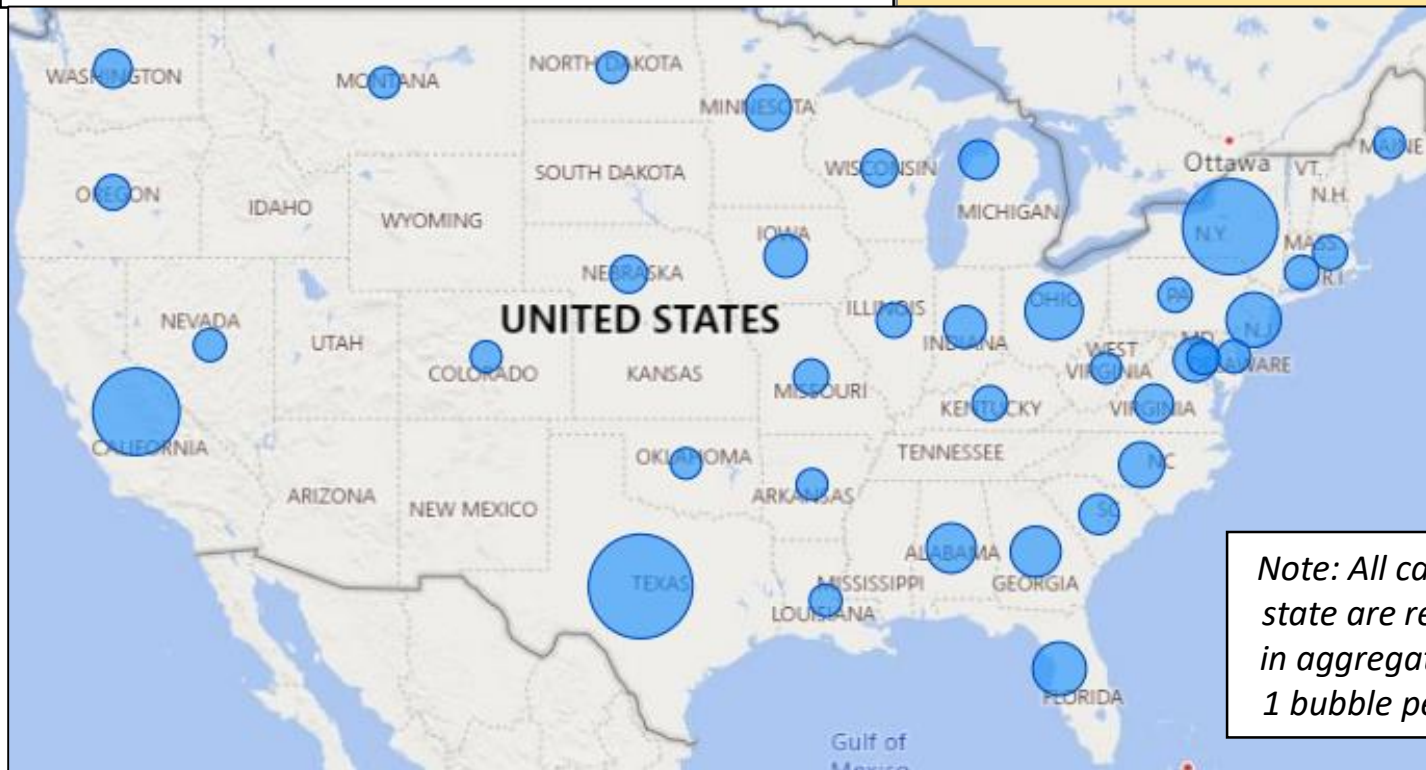 WASHINGTON
MONTANA
NORTH DAKOTA
MINNESOTA
MAINE
Ottawa
VT.
WISCONSIN
SOUTH DAKOTA
OREGON
N.H.
IDAHO
WYOMING
MICHIGAN
N.Y.
IOWA
MASS.
NEBRASKA
R.I.
PA
OHIO
ILLINOIS
NEVADA
UNITED STATES
N.J.
UTAH
INDIANA
MD
WEST
VIRGINIA
DELAWARE
COLORADO
KANSAS
MISSOURI
KENTUCKY
VIRGINIA
CALIFORNIA
TENNESSEE
OKLAHOMA
NC
ARIZONA
ARKANSAS
NEW MEXICO
SC
ALABAMA
TEXAS
MISSISSIPPI
GEORGIA
LOUISIANA
FLORIDA
Gulf of
Mexico
Note: All ca
state are re
in aggregat
1 bubble pe